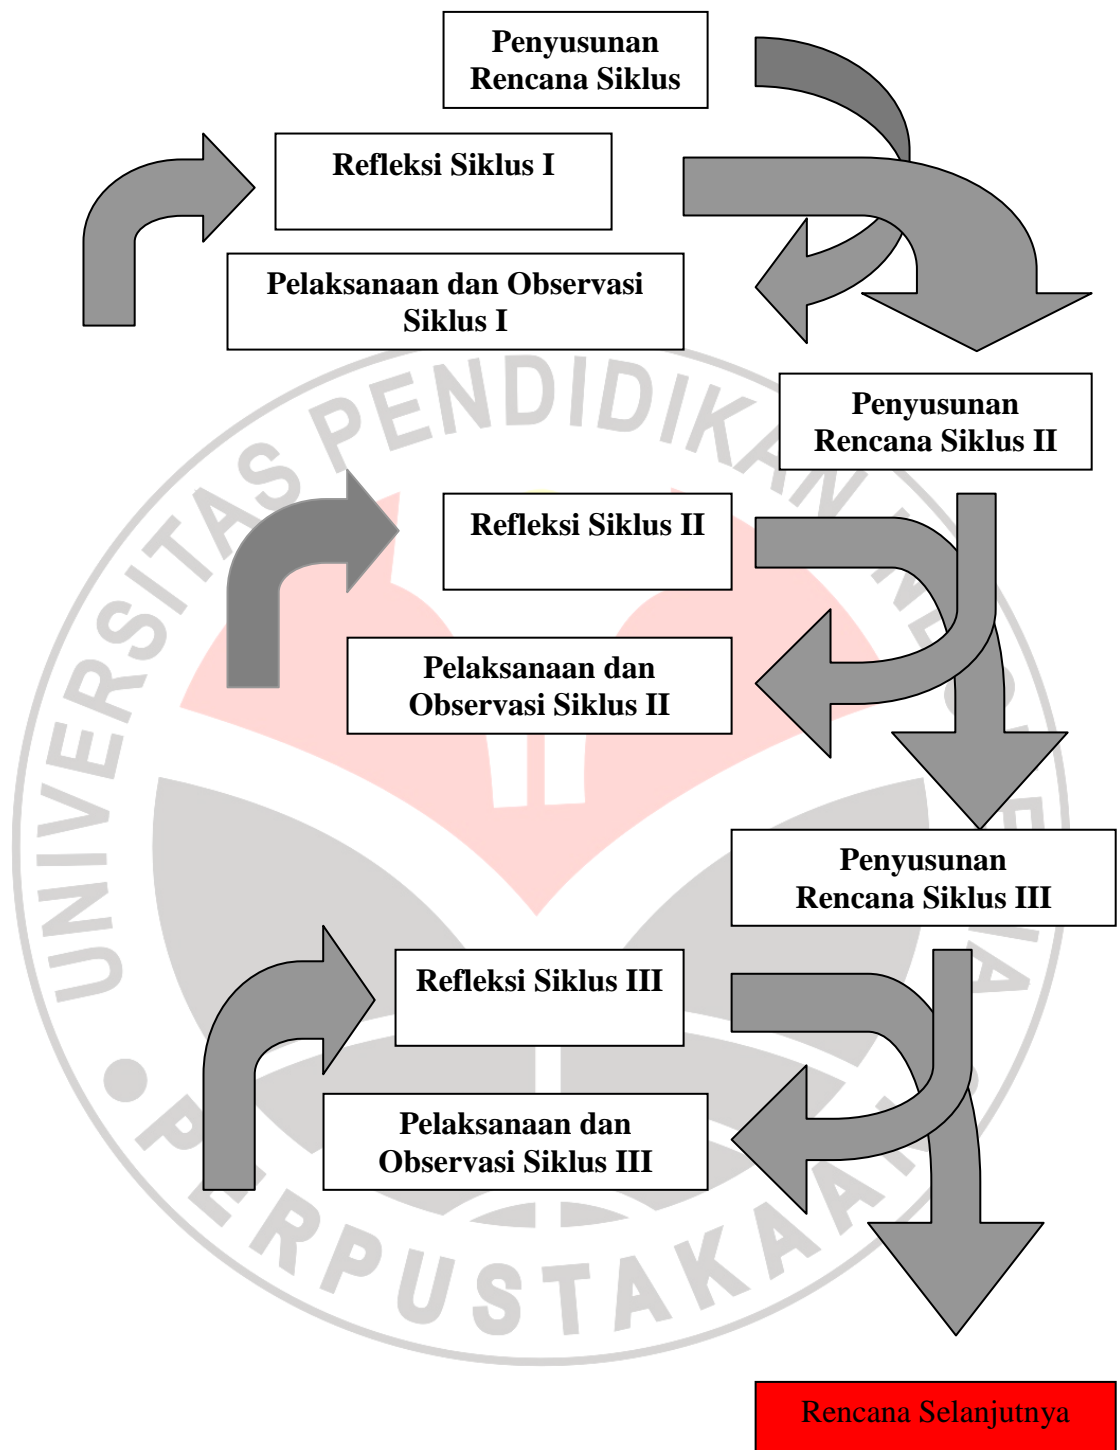 Penyusunan
Rencana Siklus
Refleksi Siklus I
Pelaksanaan dan Observasi
Siklus I
Penyusunan
Rencana Siklus II
Refleksi Siklus II
Pelaksanaan dan
Observasi Siklus II
Penyusunan
Rencana Siklus III
Refleksi Siklus III
Pelaksanaan dan
Observasi Siklus III
Rencana Selanjutnya
UNIVERSITAS PENDIDIKAN
PERPUSTAKAAN